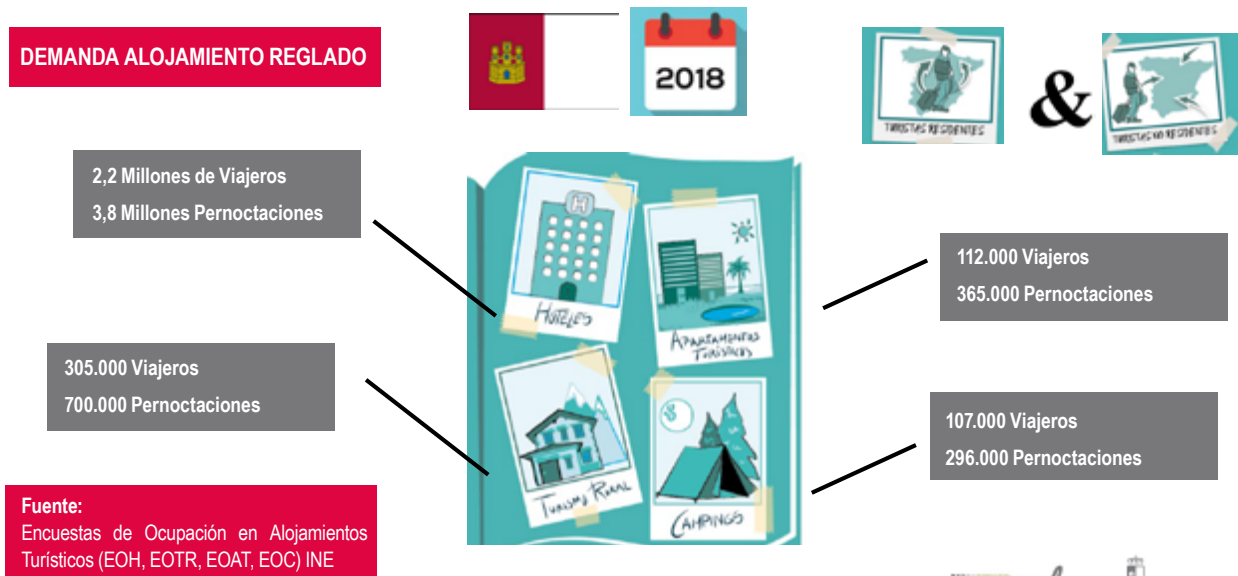 DEMANDA ALOJAMIENTO REGLADO
2018
TURISTAS RESIDENTES
&
TURISTAS NO RESIDENTES
2,2 Millones de Viajeros
3,8 Millones Pernoctaciones
H
HOTELES
APARTAMENTOS
TURÍSTICOS
112.000 Viajeros
365.000 Pernoctaciones
305.000 Viajeros
700.000 Pernoctaciones
TURISMO RURAL
CAMPINGS
107.000 Viajeros
296.000 Pernoctaciones
Fuente:
Encuestas de Ocupación en Alojamientos
Turísticos (EOH, EOTR, EOAT, EOC) INE